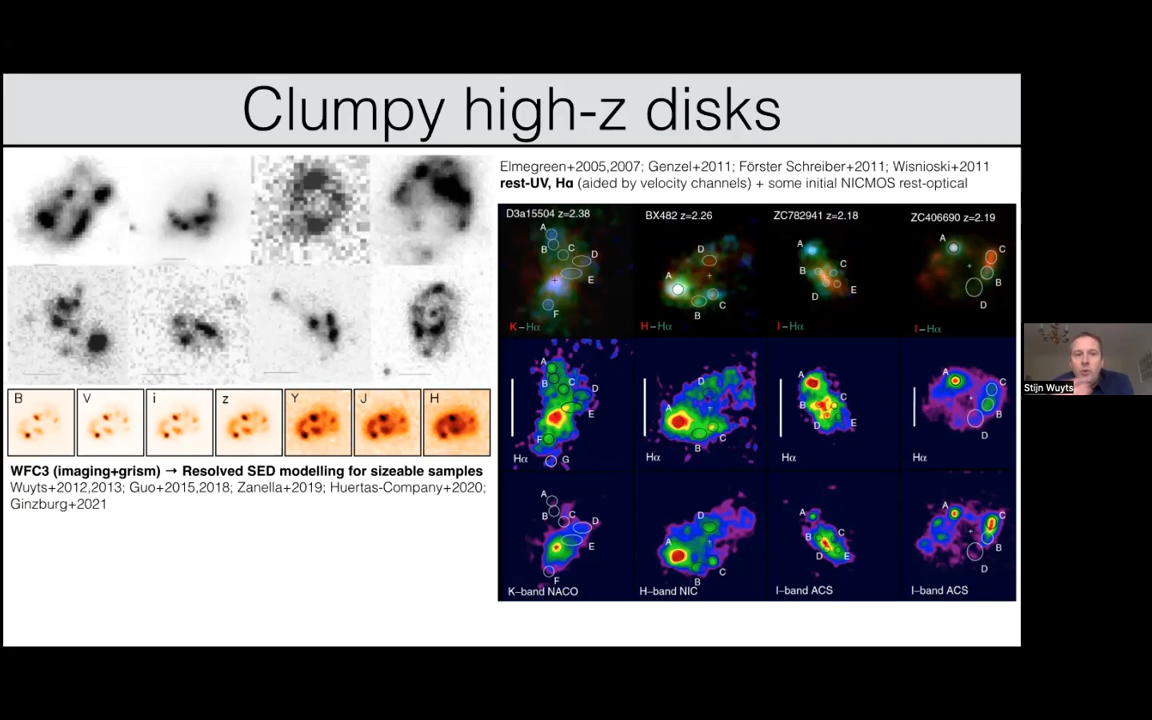 Clumpy high-z disks
Elmegreen+2005,2007; Genzel+2011; Förster Schreiber+2011; Wisnioski+2011
rest-UV, Hα (aided by velocity channels) + some initial NICMOS rest-optical
D3a15504 z=2.38
A
B
C
D
E
F
K–Hα
BX482 z=2.26
D
A
C
B
H–Hα
ZC782941 z=2.18
A
B
C
D
E
I–Hα
ZC406690 z=2.19
A
C
B
D
I–Hα
A
B
C
D
E
F
G
Hα
D
A
C
B
Hα
A
B
C
D
E
Hα
A
C
B
D
Hα
A
B
C
D
E
F
K–band NACO
D
A
C
B
H–band NIC
A
B
C
D
E
I–band ACS
A
C
B
D
I–band ACS
B
V
i
z
Y
J
H
WFC3 (imaging+grism) → Resolved SED modelling for sizeable samples
Wuyts+2012,2013; Guo+2015,2018; Zanella+2019; Huertas-Company+2020;
Ginzburg+2021
Stijn Wuyts